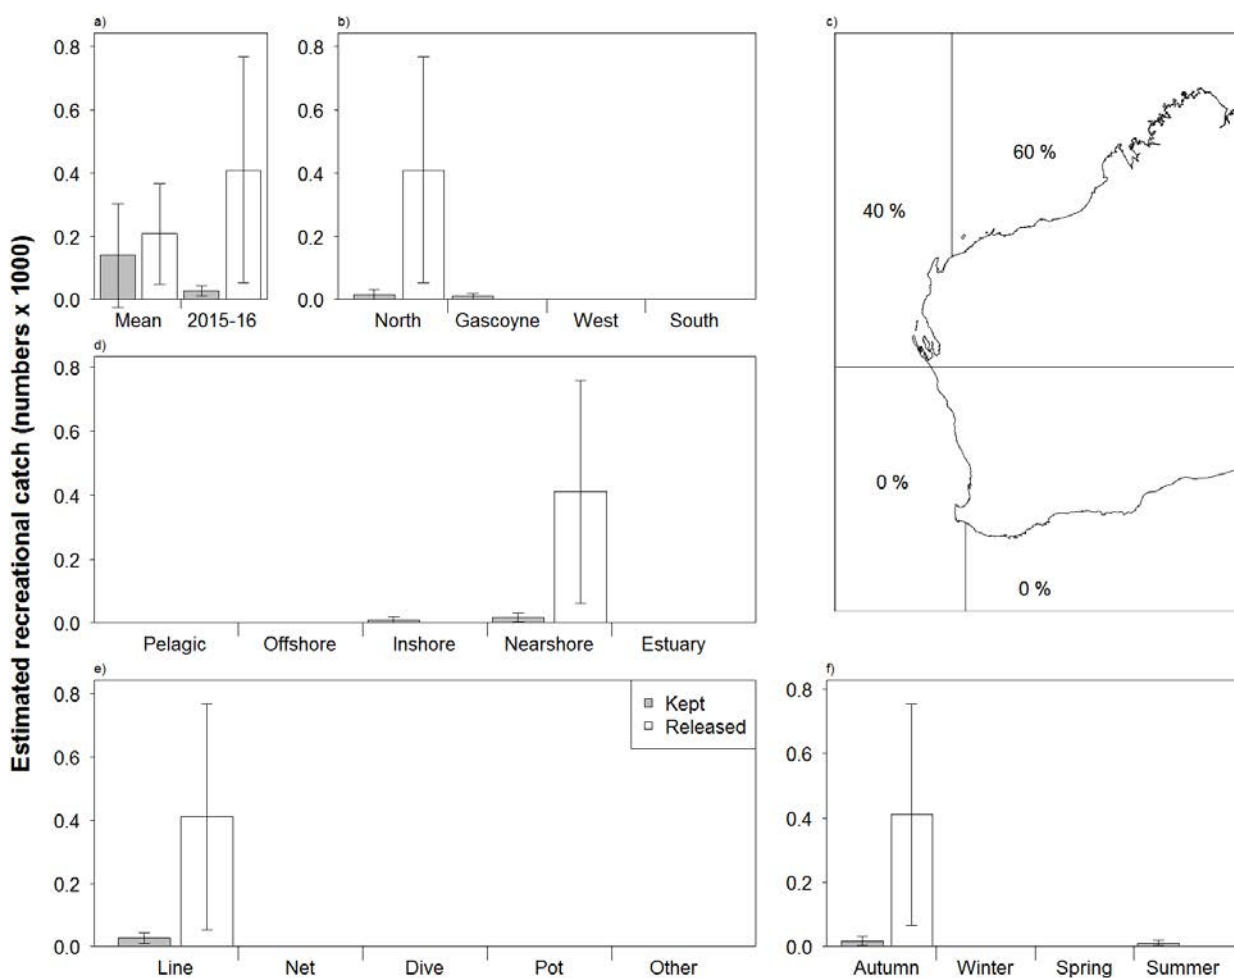 Estimated recreational catch (numbers x 1000)
a)
0.8
0.6
0.4
0.2
0.0
Mean
2015-16
b)
0.8
0.6
0.4
0.2
0.0
North
Gascoyne
West
South
c)
60 %
40 %
0 %
0 %
d)
0.8
0.6
0.4
0.2
0.0
Pelagic
Offshore
Inshore
Nearshore
Estuary
e)
0.8
0.6
0.4
0.2
0.0
Kept
Released
Line
Net
Dive
Pot
Other
f)
0.8
0.6
0.4
0.2
0.0
Autumn
Winter
Spring
Summer